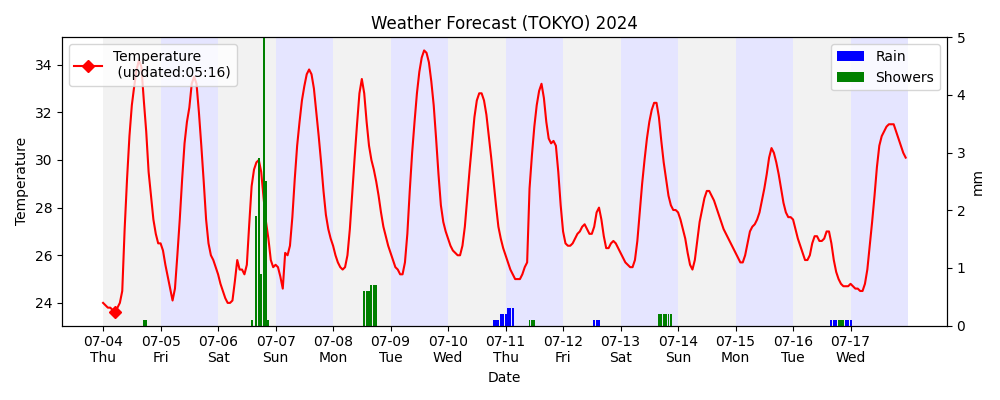 Weather Forecast (TOKYO) 2024
Temperature
(updated:05:16)
Rain
Showers
34
32
30
28
26
24
Temperature
5
4
3
2
1
0
mm
07-04 07-05 07-06 07-07 07-08 07-09 07-10 07-11 07-12 07-13 07-14 07-15 07-16 07-17
Thu Fri Sat Sun Mon Tue Wed Thu Fri Sat Sun Mon Tue Wed
Date